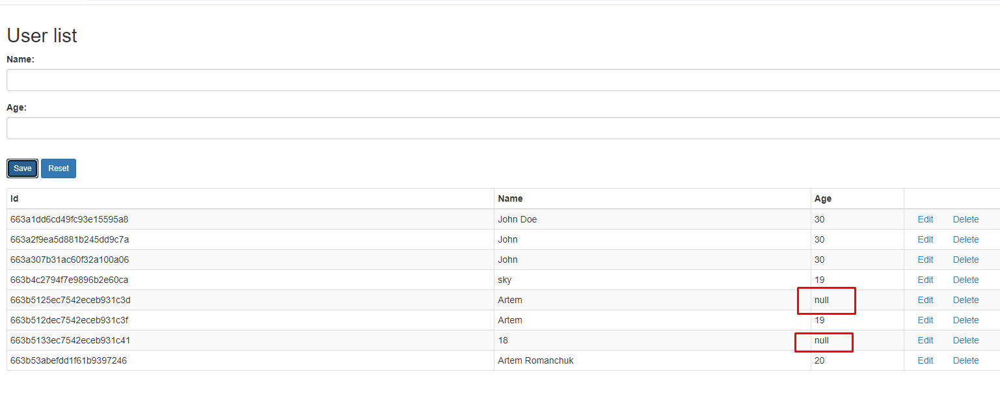 User list
Name:
Age:
Save Reset
Id Name Age
663a1dd6cd49fc93e15595a8 John Doe 30 Edit Delete
663a2f9ea5d881b245dd9c7a John 30 Edit Delete
663a307b31ac60f32a100a06 John 30 Edit Delete
663b4c2794f7e9896b2e60ca sky 19 Edit Delete
663b5125ec7542eceb931c3d Artem null Edit Delete
663b512dec7542eceb931c3f Artem 19 Edit Delete
663b5133ec7542eceb931c41 18 null Edit Delete
663b53abefdd1f61b9397246 Artem Romanchuk 20 Edit Delete